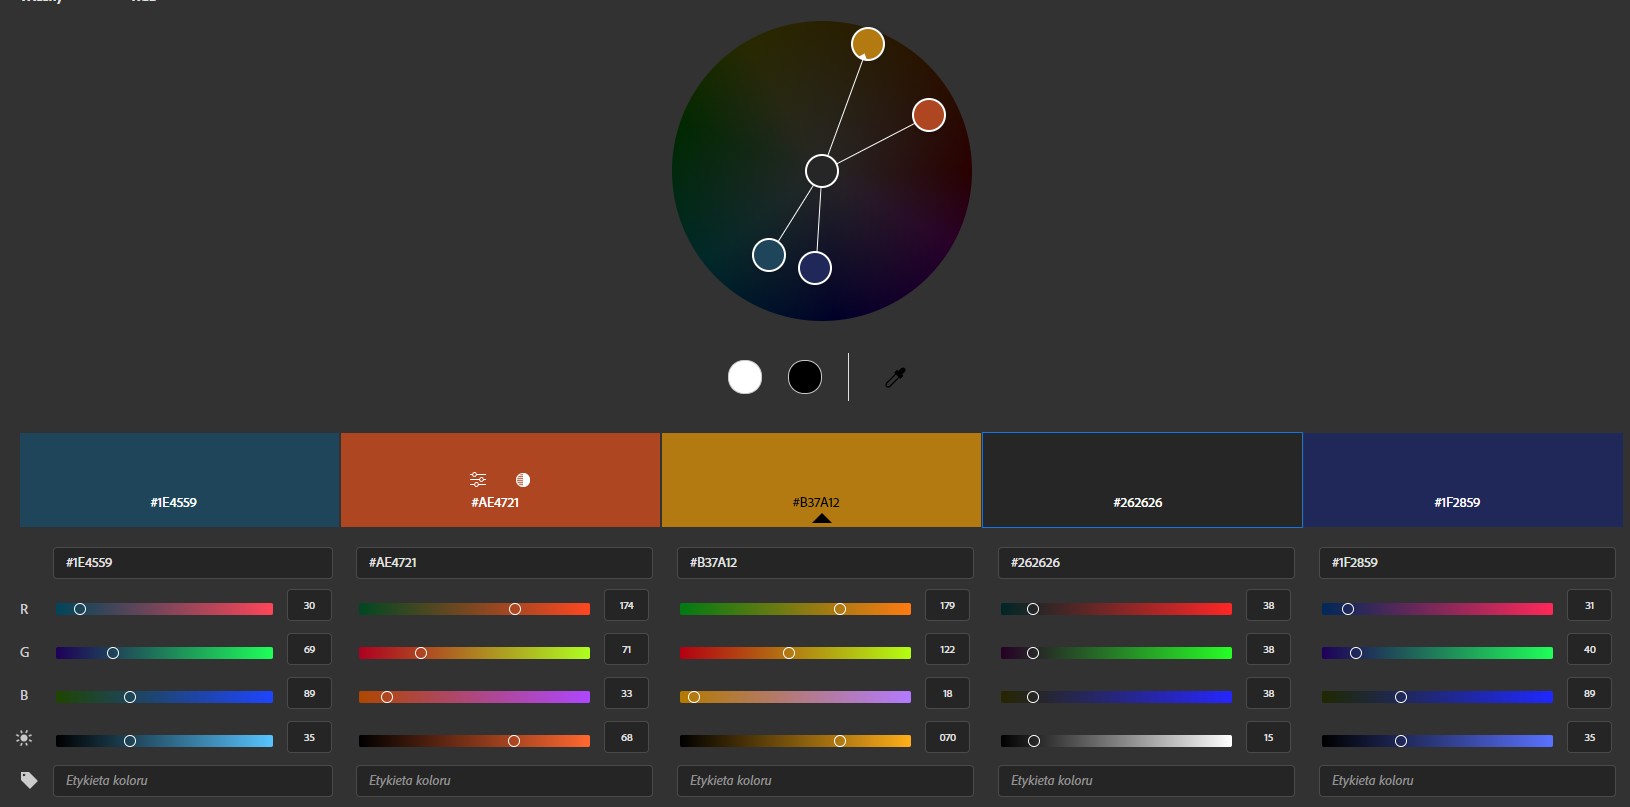 #1E4559 #AE4721 #B37A12 #262626 #1F2859
#1E4559 #AE4721 #B37A12 #262626 #1F2859
R 30 174 179 38 31
G 69 71 122 38 40
B 89 33 18 38 89
35 68 070 15 35
Etykieta koloru Etykieta koloru Etykieta koloru Etykieta koloru Etykieta koloru